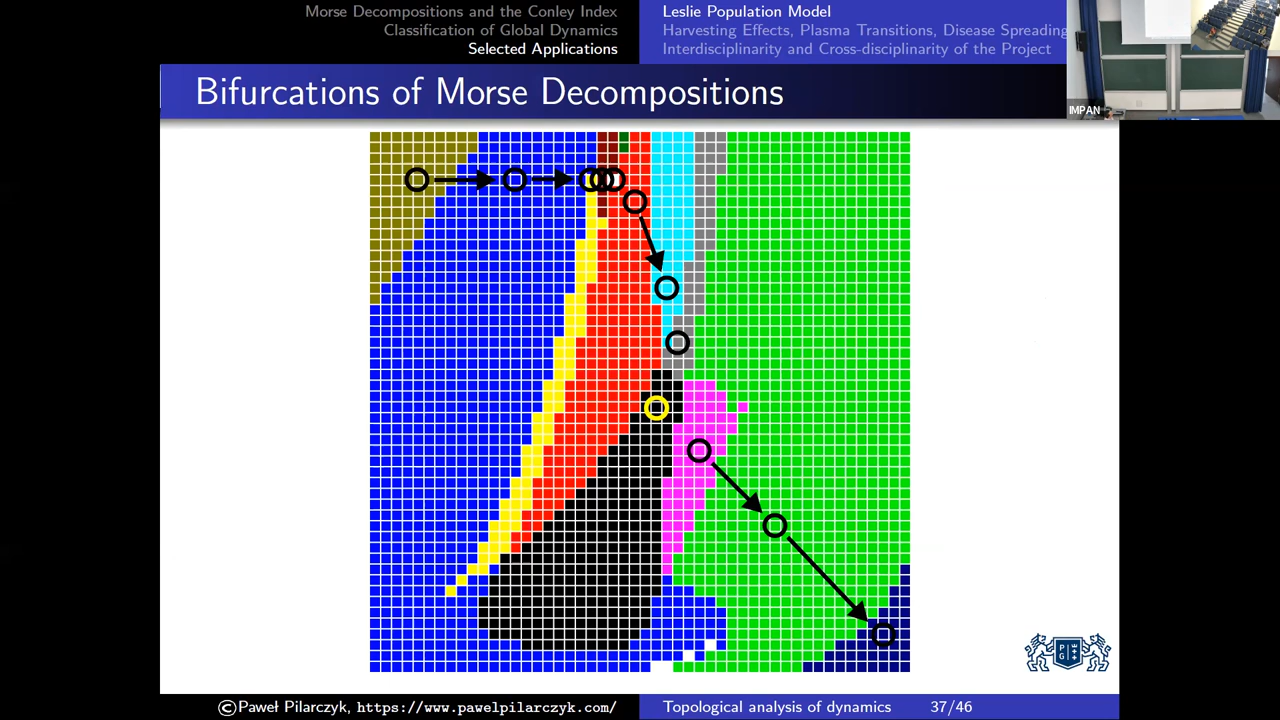 Morse Decompositions and the Conley Index
Classification of Global Dynamics
Selected Applications
Leslie Population Model
Harvesting Effects, Plasma Transitions, Disease Spreading
Interdisciplinarity and Cross-disciplinarity of the Project
IMPAN
Bifurcations of Morse Decompositions
P G
©Paweł Pilarczyk, https://www.pawelpilarczyk.com/
Topological analysis of dynamics
37/46